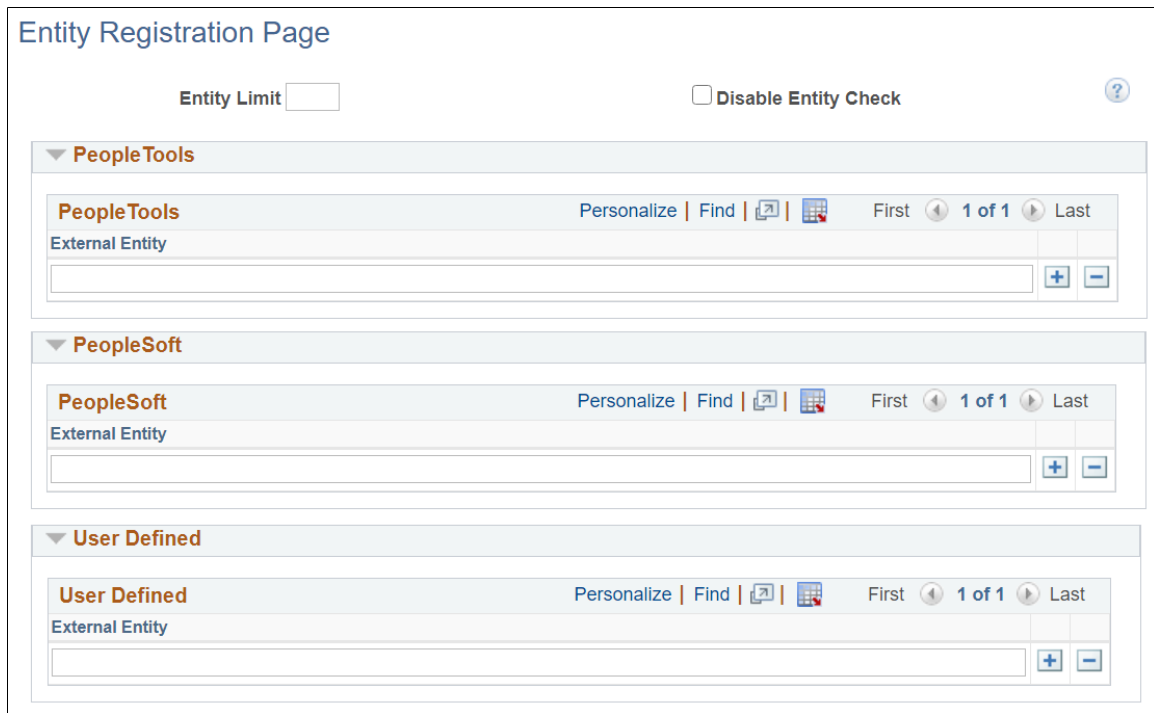 Entity Registration Page
Entity Limit Disable Entity Check ?
PeopleTools
PeopleTools Personalize | Find | | First 1 of 1 Last
External Entity
PeopleSoft
PeopleSoft Personalize | Find | | First 1 of 1 Last
External Entity
User Defined
User Defined Personalize | Find | | First 1 of 1 Last
External Entity